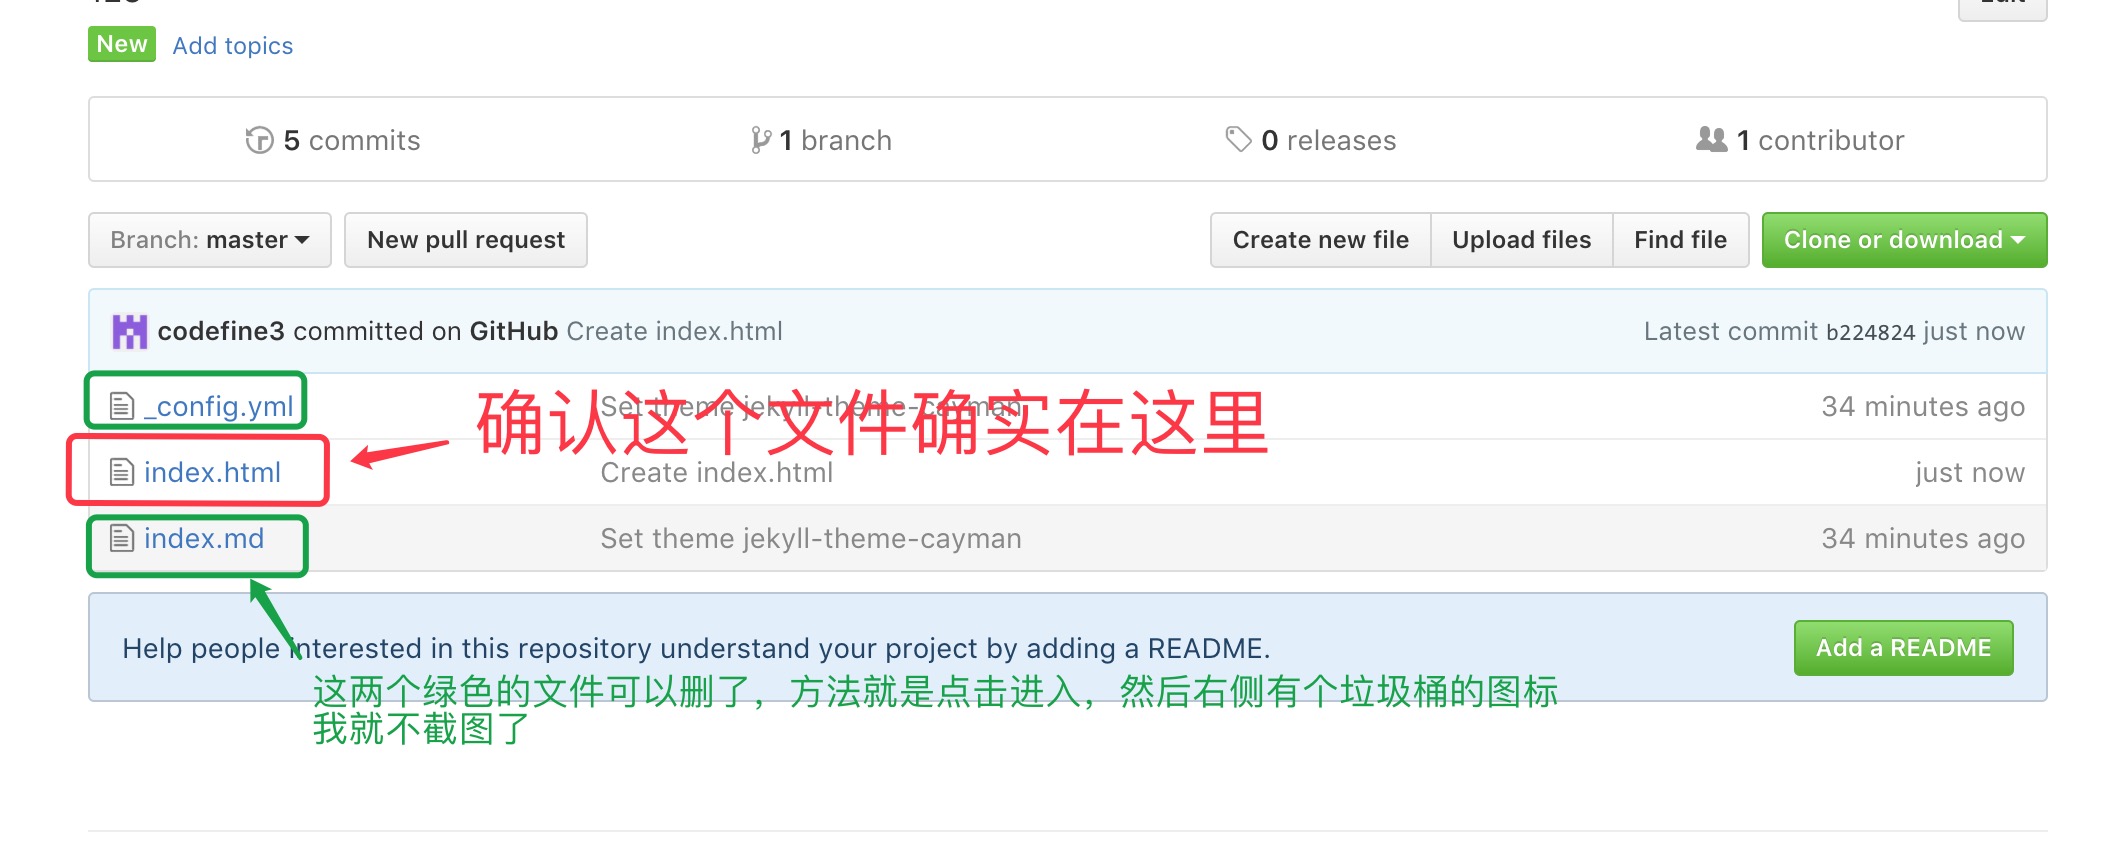 New Add topics
5 commits 1 branch 0 releases 1 contributor
Branch: master New pull request Create new file Upload files Find file Clone or download
codefine3 committed on GitHub Create index.html Latest commit b224824 just now
_config.yml Set theme jekyll-theme-cayman 34 minutes ago
确认这个文件确实在这里
index.html Create index.html just now
index.md Set theme jekyll-theme-cayman 34 minutes ago
Help people interested in this repository understand your project by adding a README. Add a README
这两个绿色的文件可以删了，方法就是点击进入，然后右侧有个垃圾桶的图标
我就不截图了